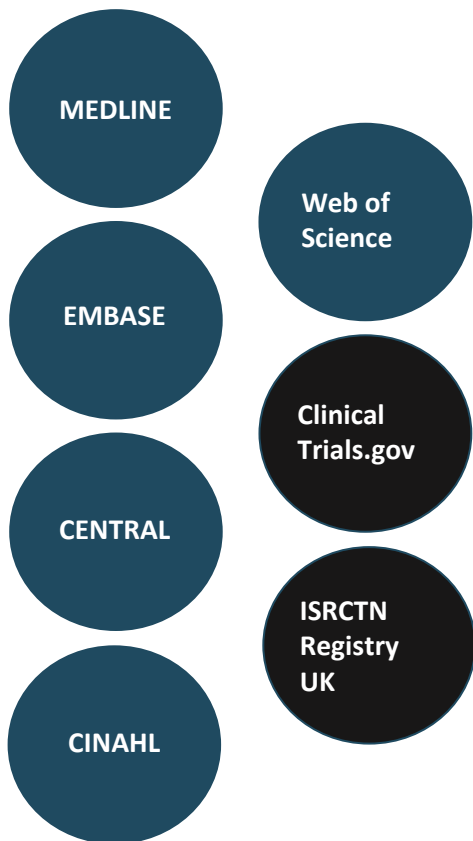 MEDLINE
EMBASE
CENTRAL
CINAHL
Web of
Science
Clinical
Trials.gov
ISRCTN
Registry
UK